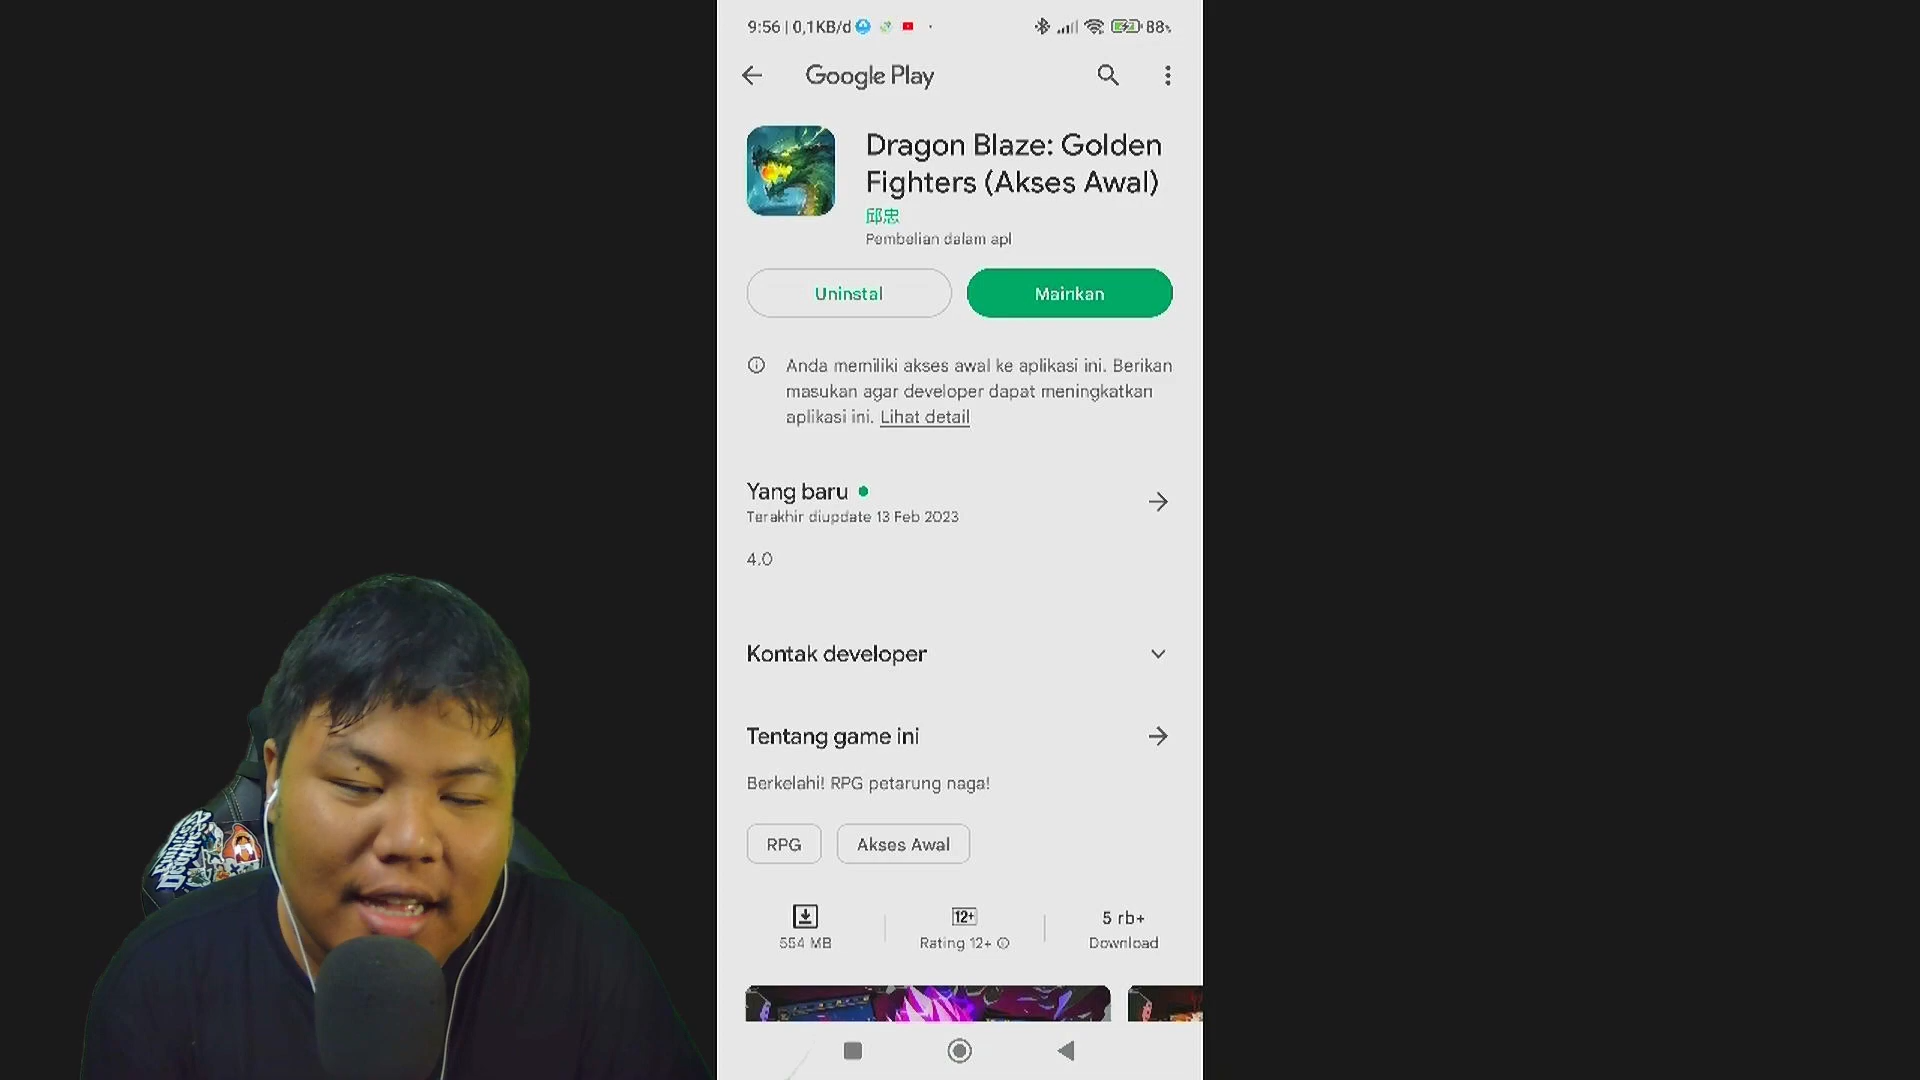 9:56 | 0,1KB/d
88%
Google Play
Dragon Blaze: Golden
Fighters (Akses Awal)
邱忠
Pembelian dalam apl
Uninstal
Mainkan
Anda memiliki akses awal ke aplikasi ini. Berikan
masukan agar developer dapat meningkatkan
aplikasi ini. Lihat detail
Yang baru
Terakhir diupdate 13 Feb 2023
4.0
Kontak developer
Tentang game ini
Berkelahi! RPG petarung naga!
RPG
Akses Awal
12+
5 rb+
554 MB
Rating 12+
Download